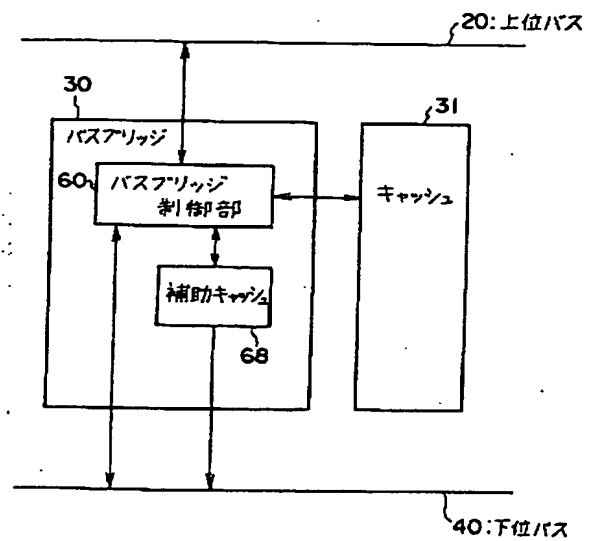 20:上位バス
30
31
バスブリッジ
60
バスブリッジ
制御部
キャッシュ
補助キャッシュ
68
40:下位バス